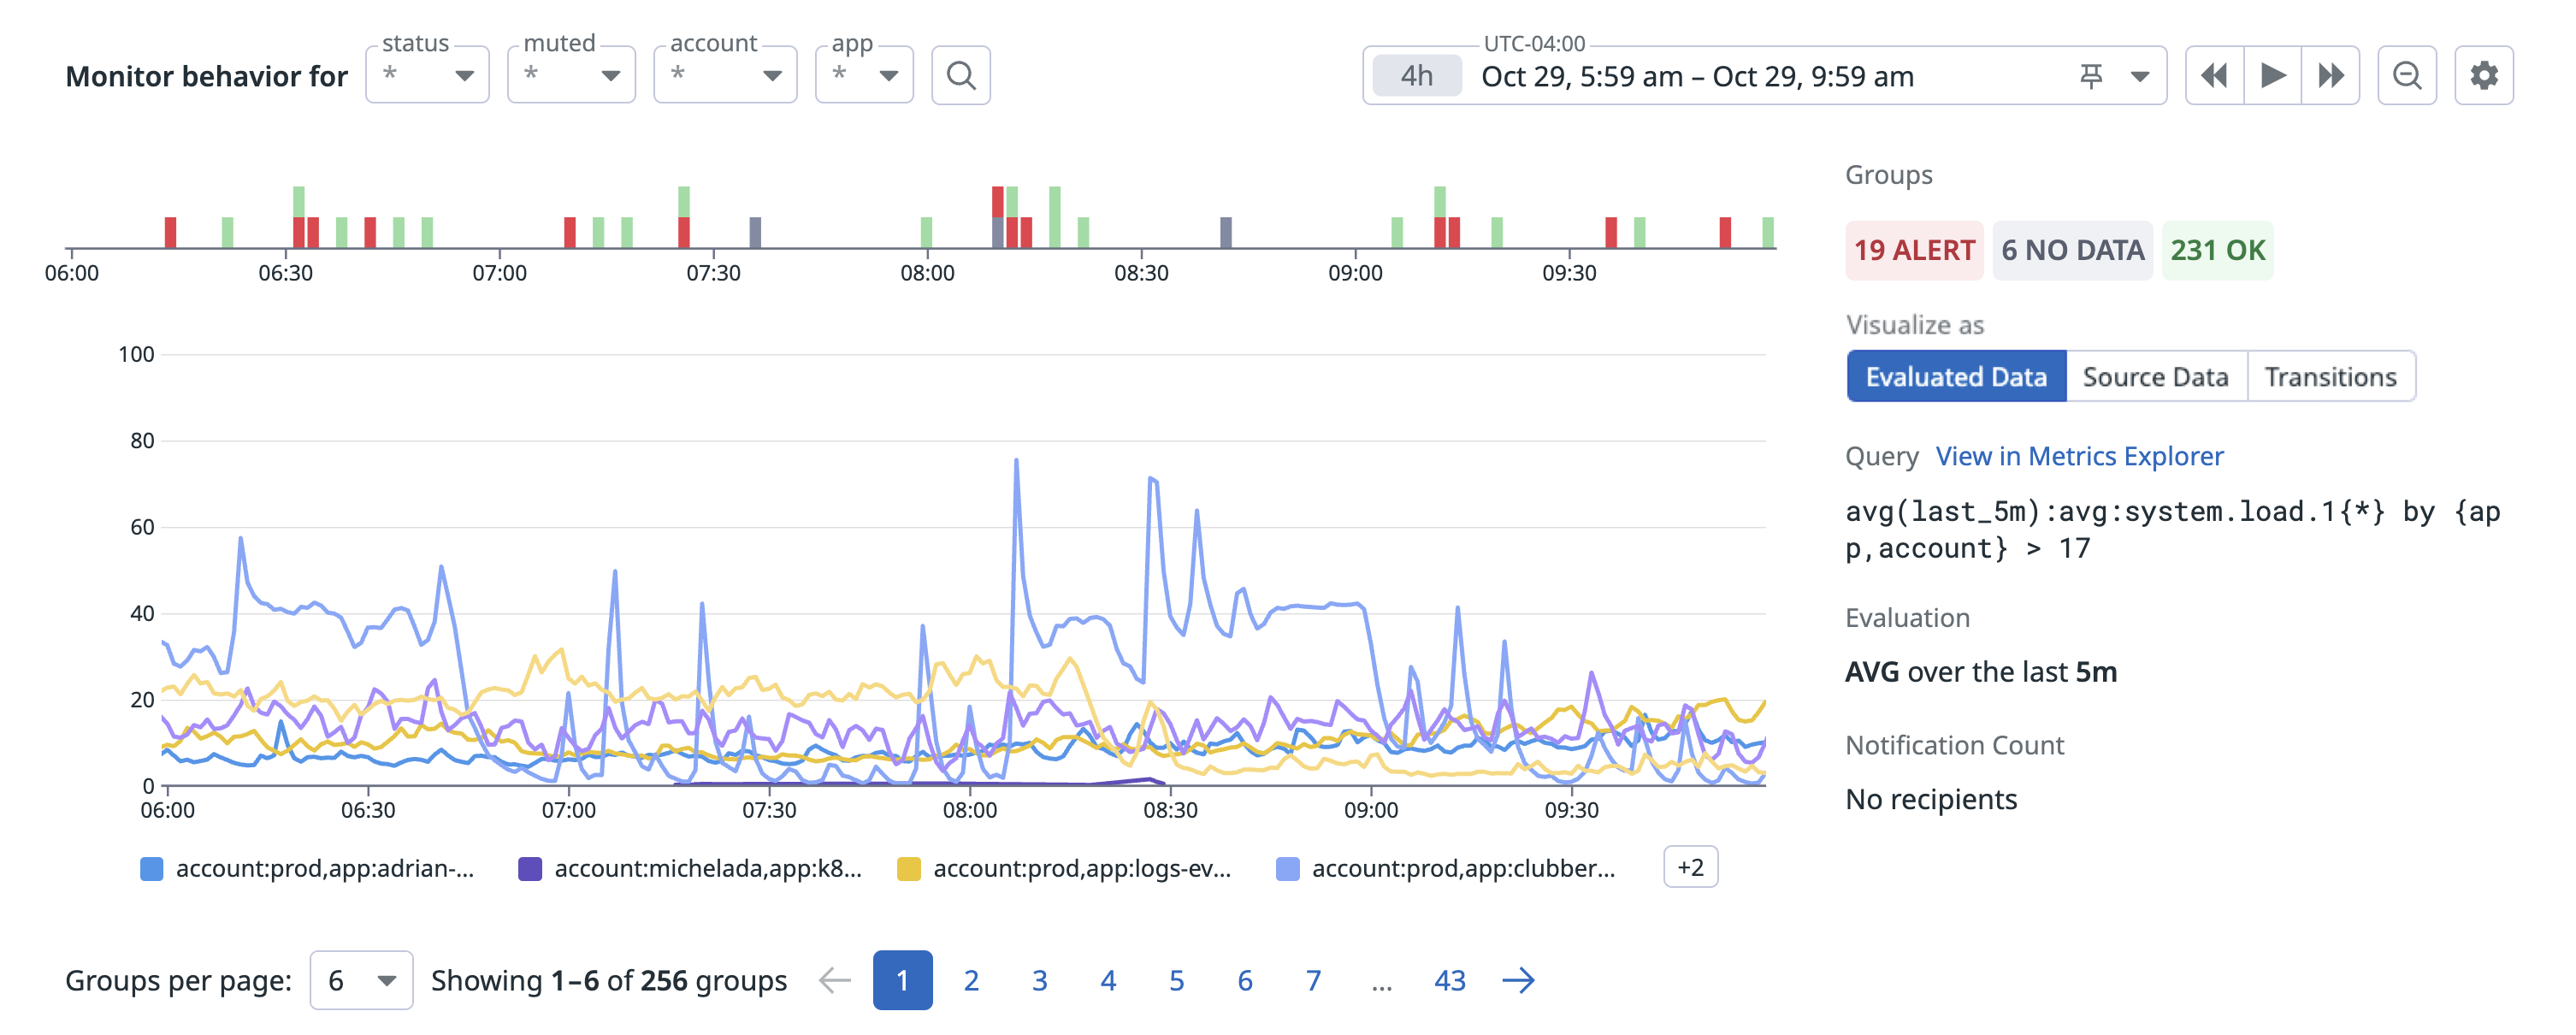 status muted account app UTC-04:00
Monitor behavior for * * * * 4h Oct 29, 5:59 am – Oct 29, 9:59 am
06:00 06:30 07:00 07:30 08:00 08:30 09:00 09:30
Groups
19 ALERT 6 NO DATA 231 OK
Visualize as
Evaluated Data Source Data Transitions
Query View in Metrics Explorer
avg(last_5m):avg:system.load.1{*} by {ap
p,account} > 17
Evaluation
AVG over the last 5m
Notification Count
No recipients
100
80
60
40
20
0
06:00 06:30 07:00 07:30 08:00 08:30 09:00 09:30
account:prod,app:adrian-... account:michelada,app:k8... account:prod,app:logs-ev... account:prod,app:clubber... +2
Groups per page: 6 Showing 1–6 of 256 groups 1 2 3 4 5 6 7 ... 43